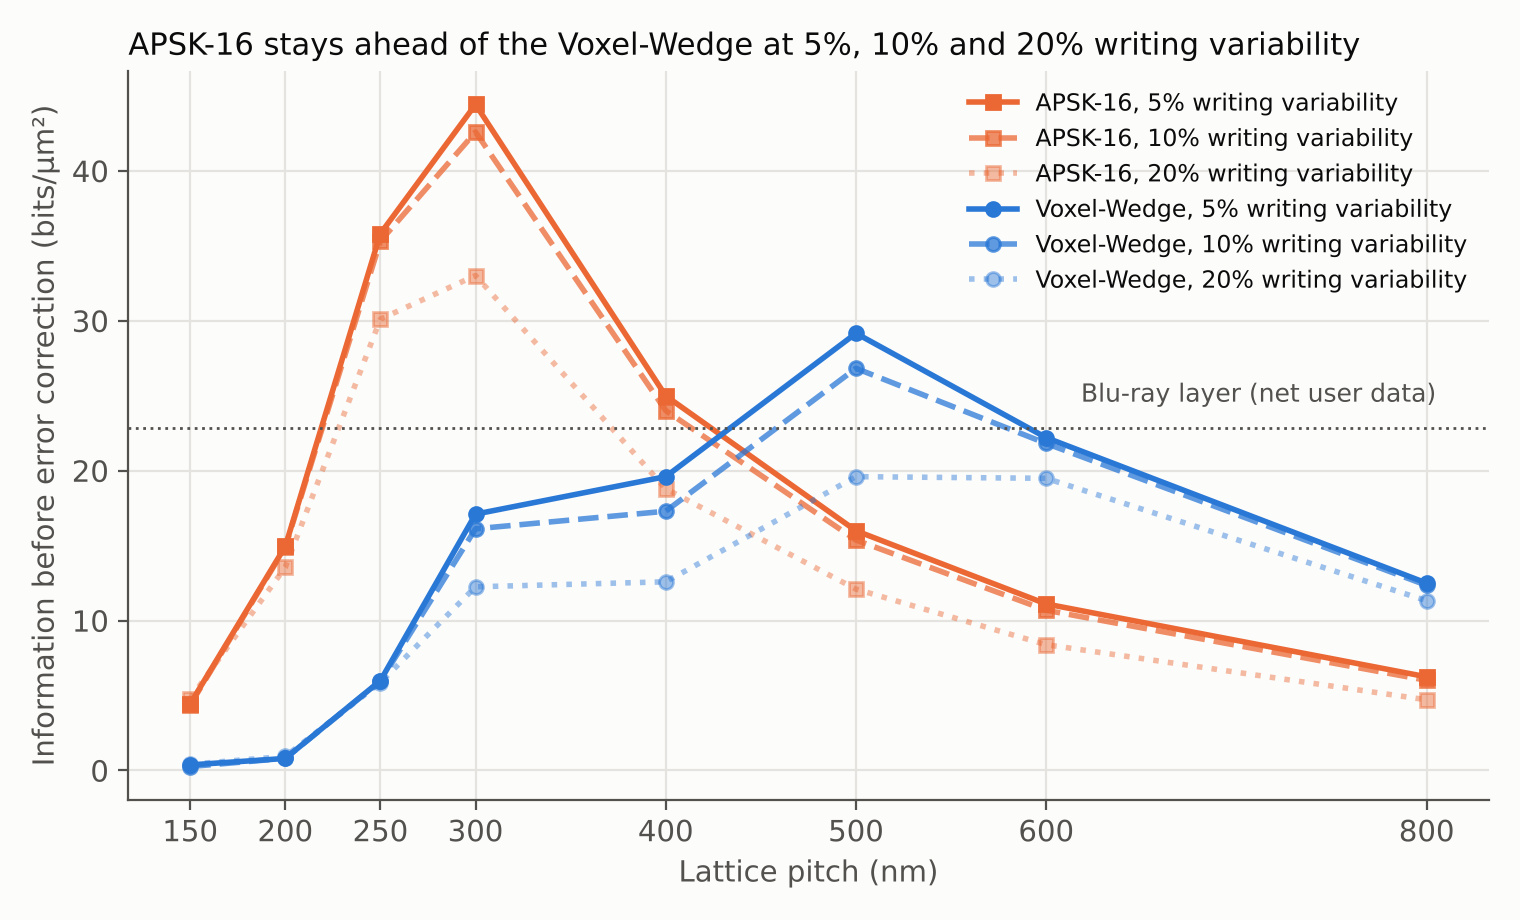 APSK-16 stays ahead of the Voxel-Wedge at 5%, 10% and 20% writing variability
Information before error correction (bits/µm²)
40
30
20
10
0
APSK-16, 5% writing variability
APSK-16, 10% writing variability
APSK-16, 20% writing variability
Voxel-Wedge, 5% writing variability
Voxel-Wedge, 10% writing variability
Voxel-Wedge, 20% writing variability
Blu-ray layer (net user data)
150 200 250 300 400 500 600 800
Lattice pitch (nm)